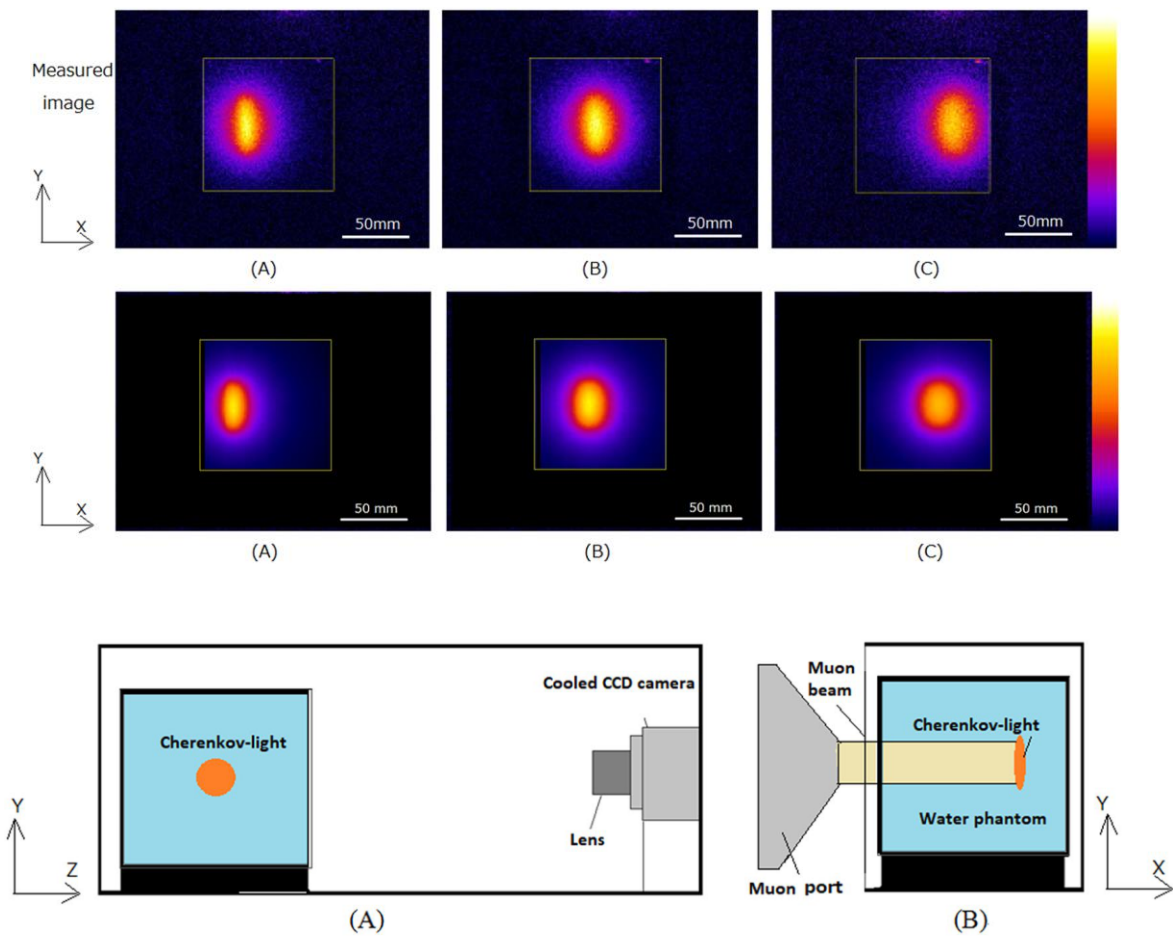 Measured
image
Y
X
50mm
50mm
50mm
(A)
(B)
(C)
Y
X
50 mm
50 mm
50 mm
(A)
(B)
(C)
Cooled CCD camera
Cherenkov-light
Lens
Y
Z
(A)
Muon
beam
Cherenkov-light
Water phantom
Muon port
Y
X
(B)